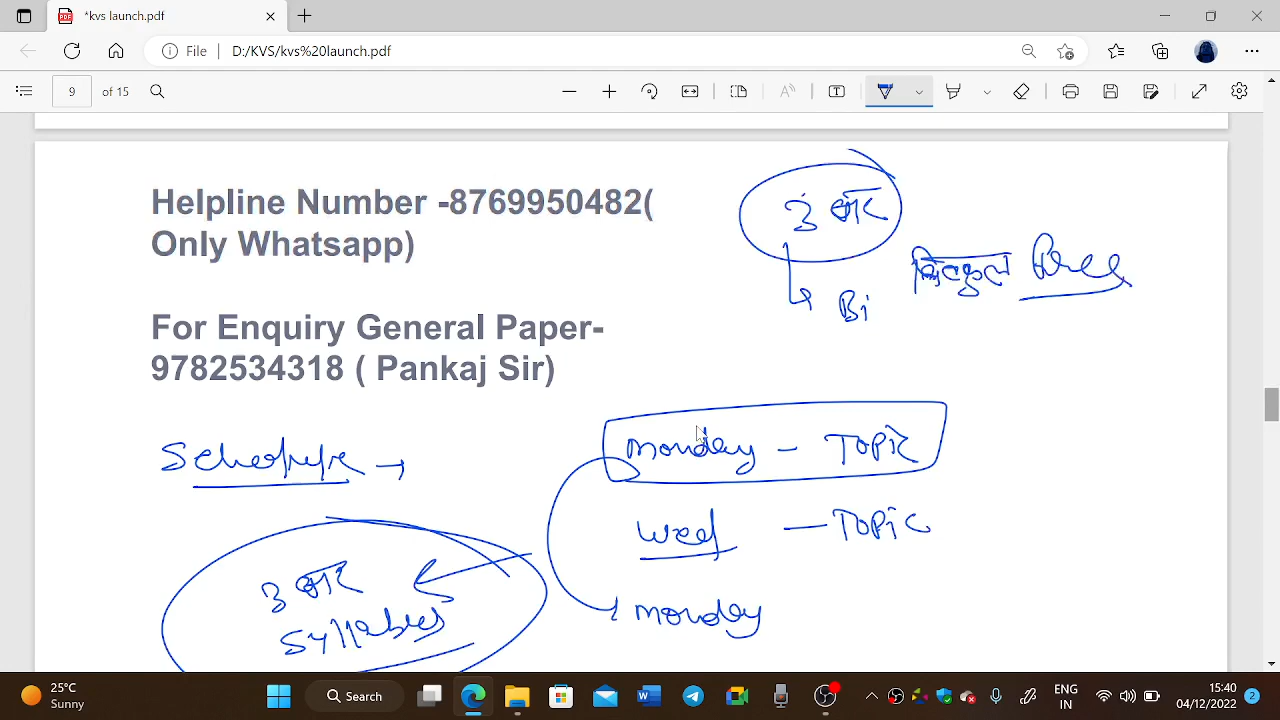 *kvs launch.pdf
File D:/KVS/kvs%20launch.pdf
9 of 15
Helpline Number -8769950482(
Only Whatsapp)
For Enquiry General Paper-
9782534318 ( Pankaj Sir)
3 बार
बिल्कुल Free
Bi
Monday - TOPIC
Wed - TOPIC
Monday
3 बार
Syllabus
25°C
Sunny
Search
ENG
IN
15:40
04/12/2022
2